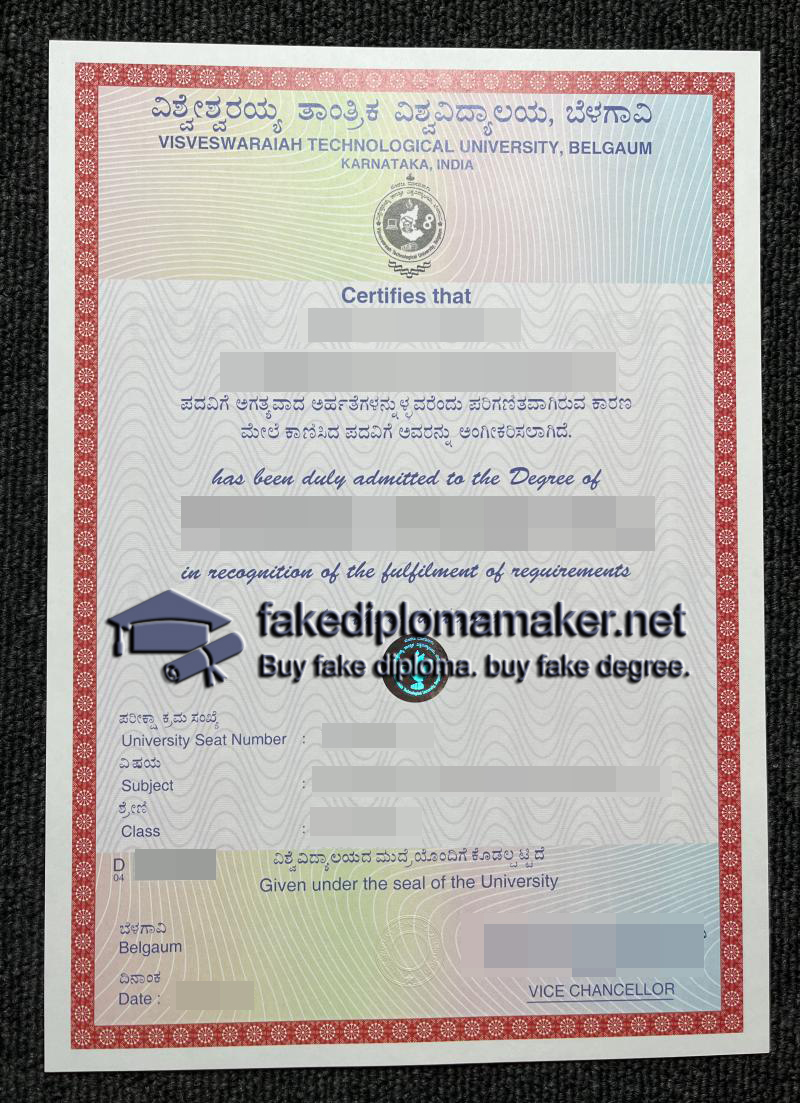 ವಿಶ್ವೇಶ್ವರಯ್ಯ ತಾಂತ್ರಿಕ ವಿಶ್ವವಿದ್ಯಾಲಯ, ಬೆಳಗಾವಿ
VISVESWARAIAH TECHNOLOGICAL UNIVERSITY, BELGAUM
KARNATAKA, INDIA
Certifies that
ಪದವಿಗೆ ಅಗತ್ಯವಾದ ಅರ್ಹತೆಗಳನ್ನುಳ್ಳವರೆಂದು ಪರಿಗಣಿತವಾಗಿರುವ ಕಾರಣ
ಮೇಲೆ ಕಾಣಿಸಿದ ಪದವಿಗೆ ಅವರನ್ನು ಅಂಗೀಕರಿಸಲಾಗಿದೆ.
has been duly admitted to the Degree of
in recognition of the fulfilment of requirements
fakediplomamaker.net
Buy fake diploma. buy fake degree.
ಪರೀಕ್ಷಾ ಕ್ರಮ ಸಂಖ್ಯೆ
University Seat Number :
ವಿಷಯ
Subject :
ಶ್ರೇಣಿ
Class :
D
04
ವಿಶ್ವವಿದ್ಯಾಲಯದ ಮುದ್ರೆಯೊಂದಿಗೆ ಕೊಡಲ್ಪಟ್ಟಿದೆ
Given under the seal of the University
ಬೆಳಗಾವಿ
Belgaum
ದಿನಾಂಕ
Date :
VICE CHANCELLOR